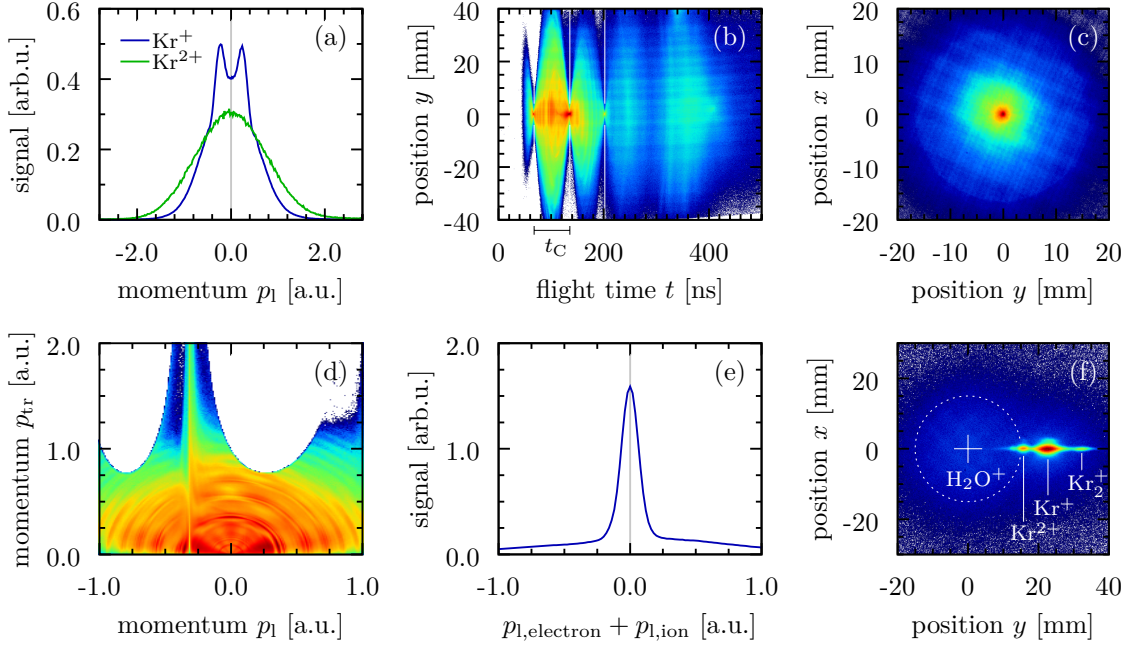 (a)
Kr⁺
Kr²⁺
signal [arb.u.]
0.6
0.4
0.2
0.0
-2.0 0.0 2.0
momentum pₗ [a.u.]
(b)
position y [mm]
40
20
0
-20
-40
t_C
0 200 400
flight time t [ns]
(c)
position x [mm]
20
10
0
-10
-20
-20 -10 0 10 20
position y [mm]
(d)
momentum p_tr [a.u.]
2.0
1.0
0.0
-1.0 0.0 1.0
momentum pₗ [a.u.]
(e)
signal [arb.u.]
2.0
1.0
0.0
-1.0 0.0 1.0
p_l,electron + p_l,ion [a.u.]
(f)
position x [mm]
20
0
-20
H₂O⁺
Kr₂⁺
Kr⁺
Kr²⁺
-20 0 20 40
position y [mm]